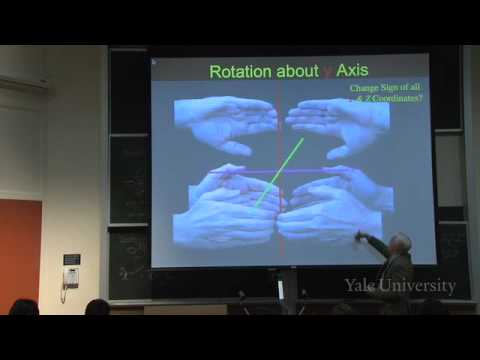 Rotation about y Axis
Change Sign of all
& Z Coordinates?
Yale University